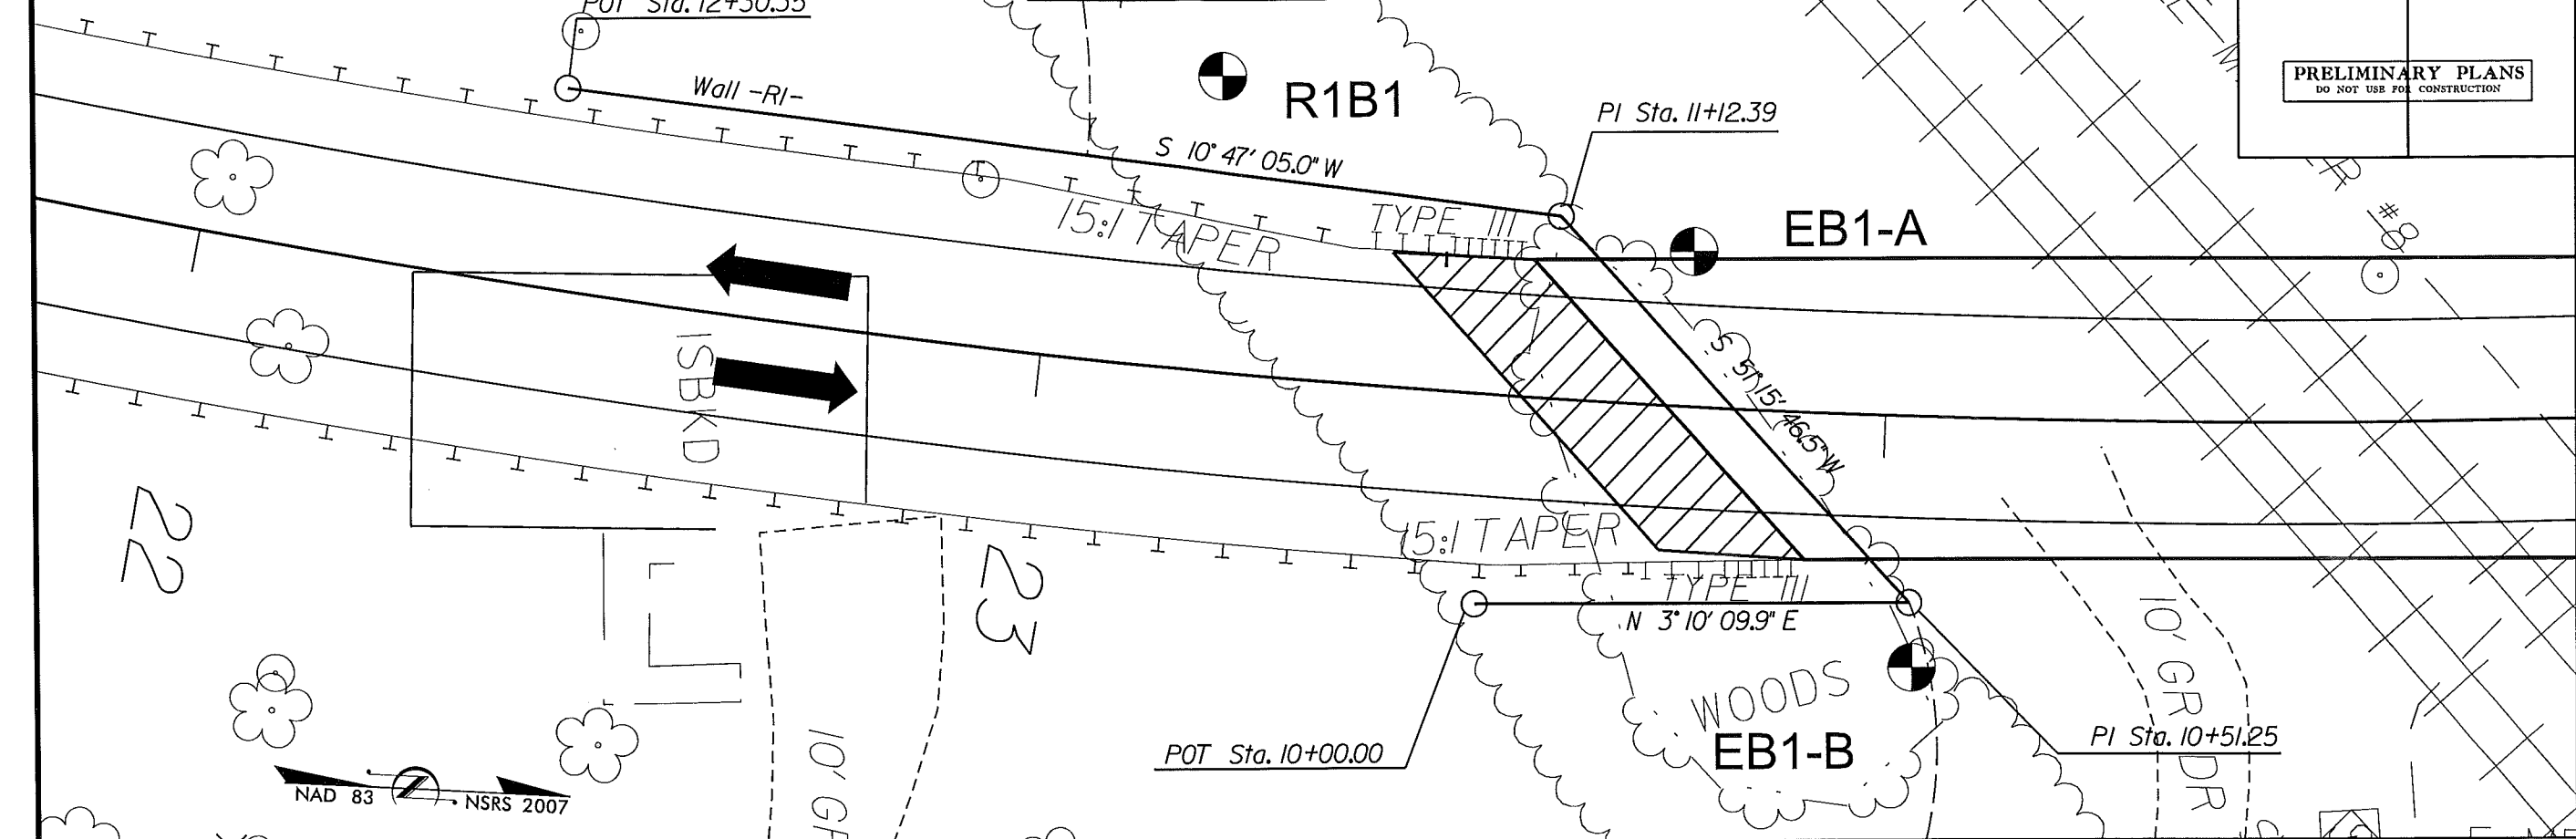 POT Sta. 12+30.35
Wall -R1-
R1B1
S 10° 47' 05.0" W
PI Sta. 11+12.39
PRELIMINARY PLANS
DO NOT USE FOR CONSTRUCTION
15:1 TAPER
TYPE III
EB1-A
#8
ISBKD
S 51° 15' 46.5" W
22
23
15:1 TAPER
TYPE III
N 3° 10' 09.9" E
WOODS
EB1-B
POT Sta. 10+00.00
PI Sta. 10+51.25
10' GR DR
10' GR
NAD 83
NSRS 2007